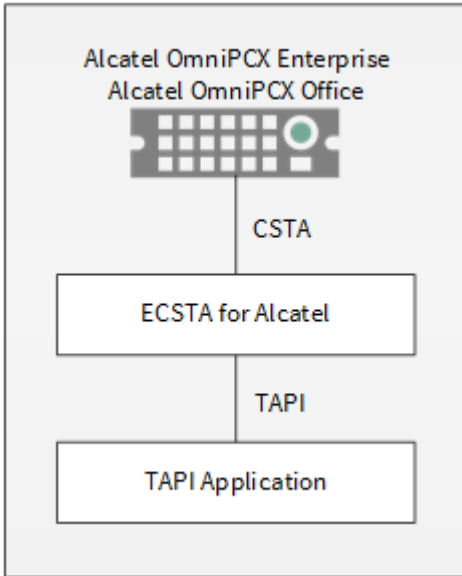 Alcatel OmniPCX Enterprise
Alcatel OmniPCX Office
CSTA
ECSTA for Alcatel
TAPI
TAPI Application